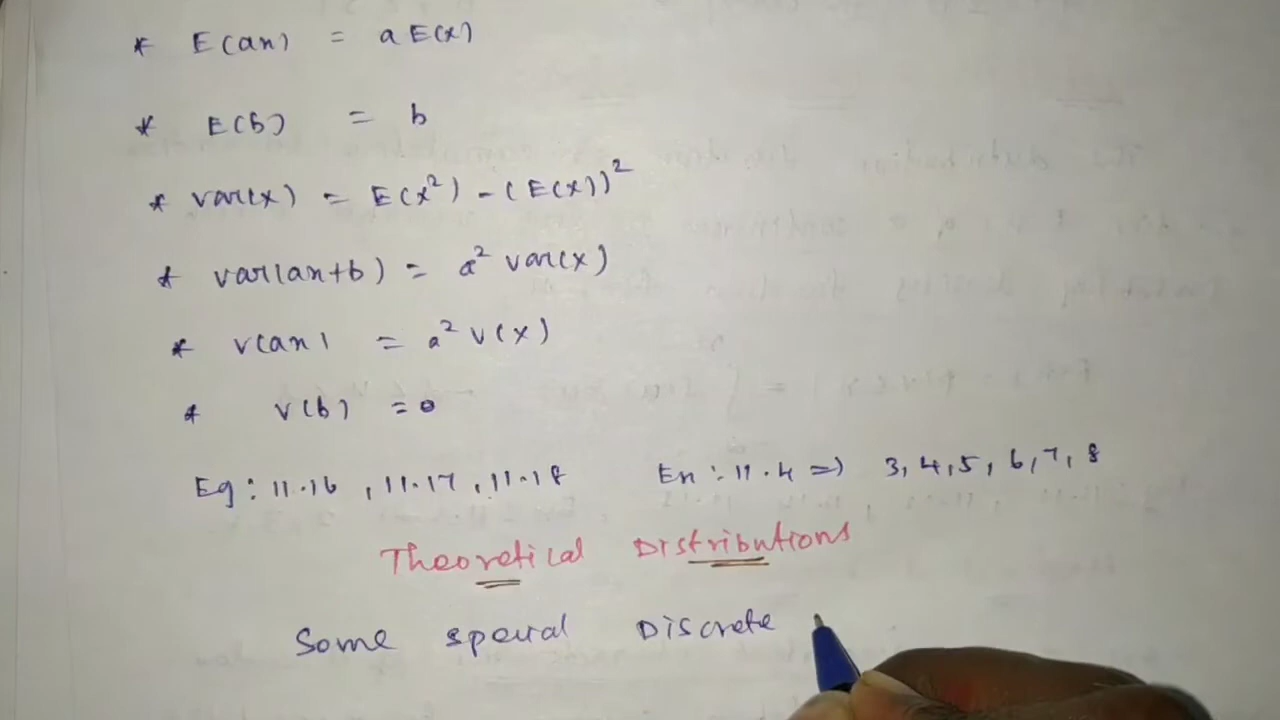 * E(ax) = a E(x)
* E(b) = b
* var(x) = E(x²) - (E(x))²
* var(ax+b) = a² var(x)
* v(ax) = a² v(x)
* v(b) = 0
Eg: 11.16, 11.17, 11.18 Ex: 11.4 => 3, 4, 5, 6, 7, 8
Theoretical Distributions
Some special Discrete